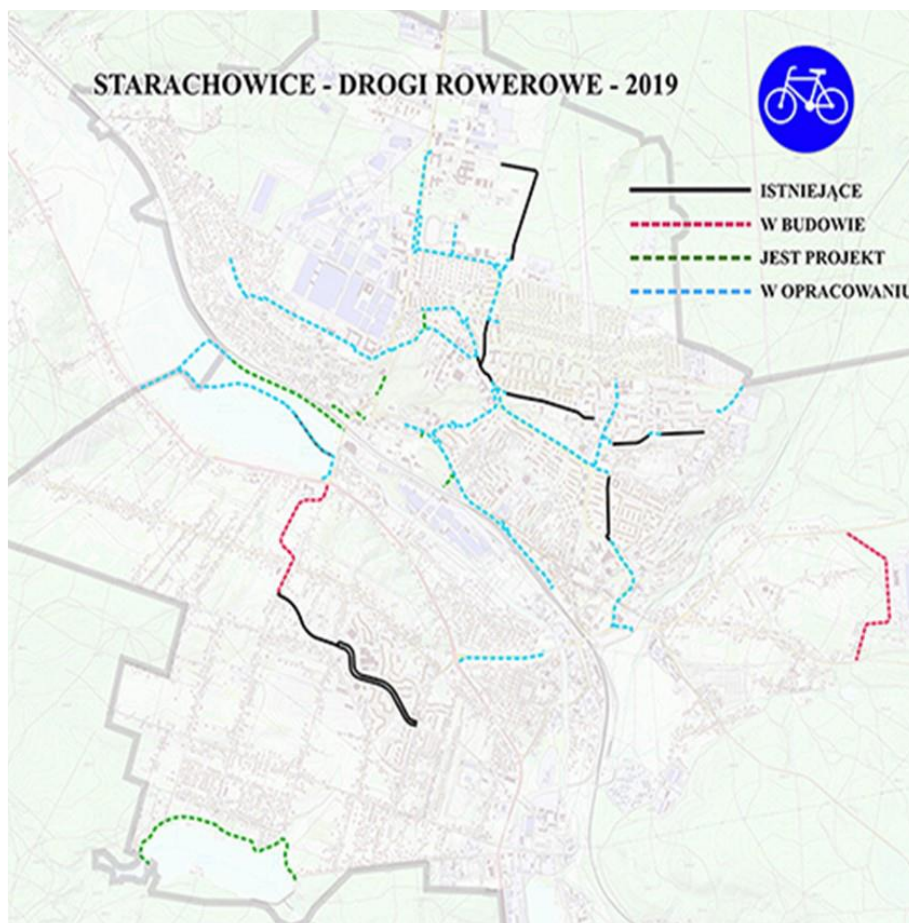 STARACHOWICE - DROGI ROWEROWE - 2019
ISTNIEJĄCE
W BUDOWIE
JEST PROJEKT
W OPRACOWANIU